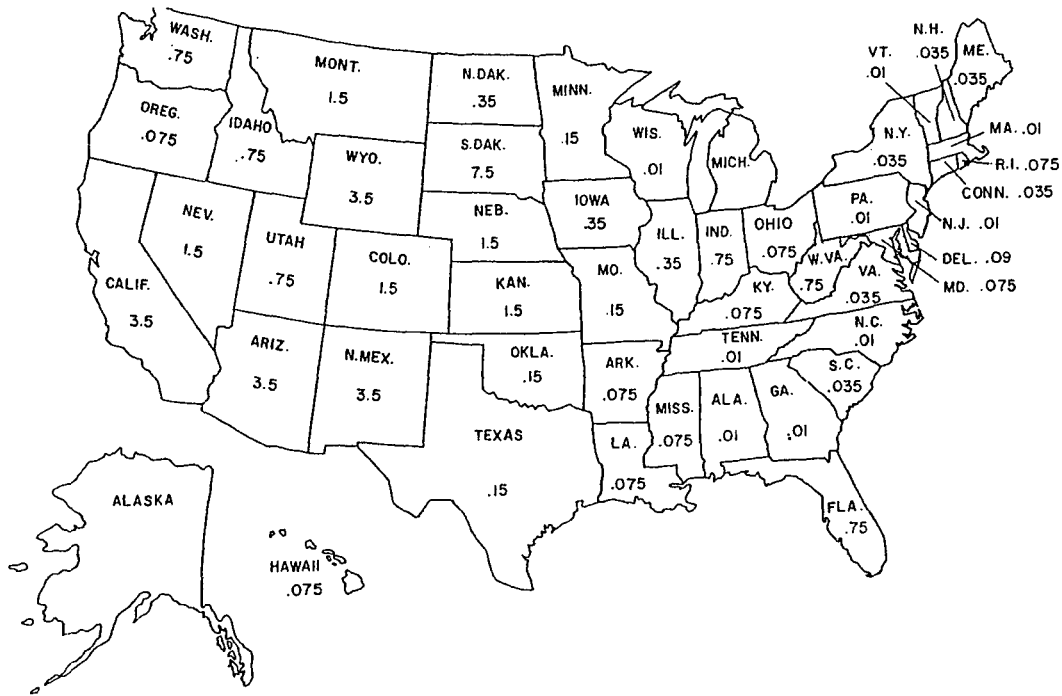 WASH.
.75
OREG.
.075
IDAHO
.75
MONT.
1.5
N.DAK.
.35
S.DAK.
7.5
MINN.
.15
WIS.
.01
MICH.
WYO.
3.5
NEB.
1.5
IOWA
.35
NEV.
1.5
UTAH
.75
COLO.
1.5
KAN.
1.5
CALIF.
3.5
ARIZ.
3.5
N.MEX.
3.5
OKLA.
.15
TEXAS
.15
MO.
.15
ARK.
.075
LA.
.075
ILL.
.35
IND.
.75
OHIO
.075
KY.
.075
TENN.
.01
MISS.
.075
ALA.
.01
GA.
.01
FLA.
.75
S.C.
.035
N.C.
.01
VA.
.035
W.VA.
.75
PA.
.01
N.Y.
.035
VT.
.01
N.H.
.035
ME.
.035
MA. .01
R.I. .075
CONN. .035
N.J. .01
DEL. .09
MD. .075
ALASKA
HAWAII
.075